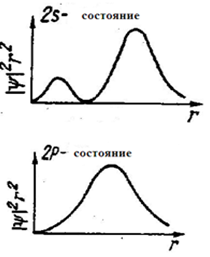 2s- состояние
|ψ|²r²
r
2p- состояние
|ψ|²r²
r